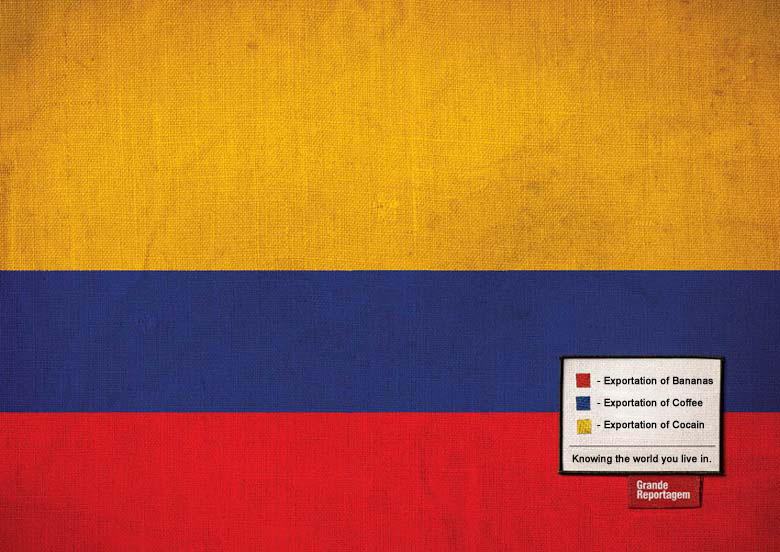 - Exportation of Bananas
- Exportation of Coffee
- Exportation of Cocain
Knowing the world you live in.
Grande
Reportagem